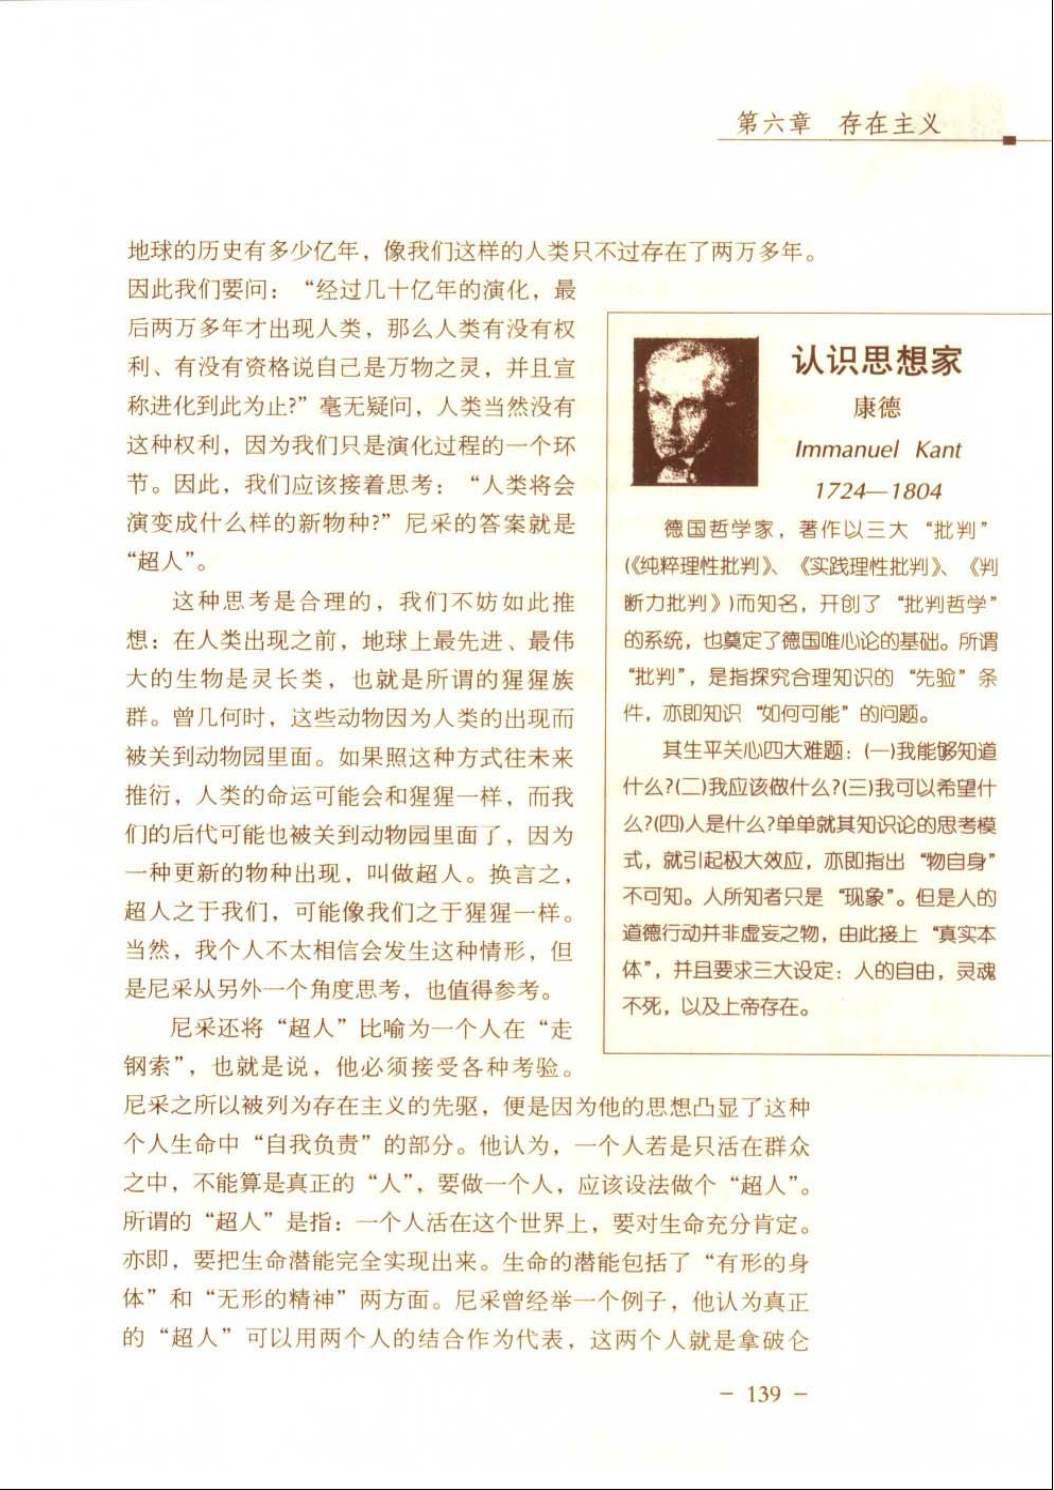 第六章 存在主义
地球的历史有多少亿年，像我们这样的人类只不过存在了两万多年。
因此我们要问：“经过几十亿年的演化，最
后两万多年才出现人类，那么人类有没有权
利、有没有资格说自己是万物之灵，并且宣
称进化到此为止?”毫无疑问，人类当然没有
这种权利，因为我们只是演化过程的一个环
节。因此，我们应该接着思考：“人类将会
演变成什么样的新物种?”尼采的答案就是
“超人”。
这种思考是合理的，我们不妨如此推
想：在人类出现之前，地球上最先进、最伟
大的生物是灵长类，也就是所谓的猩猩族
群。曾几何时，这些动物因为人类的出现而
被关到动物园里面。如果照这种方式往未来
推衍，人类的命运可能会和猩猩一样，而我
们的后代可能也被关到动物园里面了，因为
一种更新的物种出现，叫做超人。换言之，
超人之于我们，可能像我们之于猩猩一样。
当然，我个人不太相信会发生这种情形，但
是尼采从另外一个角度思考，也值得参考。
尼采还将“超人”比喻为一个人在“走
钢索”，也就是说，他必须接受各种考验。
尼采之所以被列为存在主义的先驱，便是因为他的思想凸显了这种
个人生命中“自我负责”的部分。他认为，一个人若是只活在群众
之中，不能算是真正的“人”，要做一个人，应该设法做个“超人”。
所谓的“超人”是指：一个人活在这个世界上，要对生命充分肯定。
亦即，要把生命潜能完全实现出来。生命的潜能包括了“有形的身
体”和“无形的精神”两方面。尼采曾经举一个例子，他认为真正
的“超人”可以用两个人的结合作为代表，这两个人就是拿破仑
认识思想家
康德
Immanuel Kant
1724—1804
德国哲学家，著作以三大“批判”
(《纯粹理性批判》、《实践理性批判》、《判
断力批判》)而知名，开创了“批判哲学”
的系统，也奠定了德国唯心论的基础。所谓
“批判”，是指探究合理知识的“先验”条
件，亦即知识“如何可能”的问题。
其生平关心四大难题：(一)我能够知道
什么?(二)我应该做什么?(三)我可以希望什
么?(四)人是什么?单单就其知识论的思考模
式，就引起极大效应，亦即指出“物自身”
不可知。人所知者只是“现象”。但是人的
道德行动并非虚妄之物，由此接上“真实本
体”，并且要求三大设定：人的自由，灵魂
不死，以及上帝存在。
- 139 -